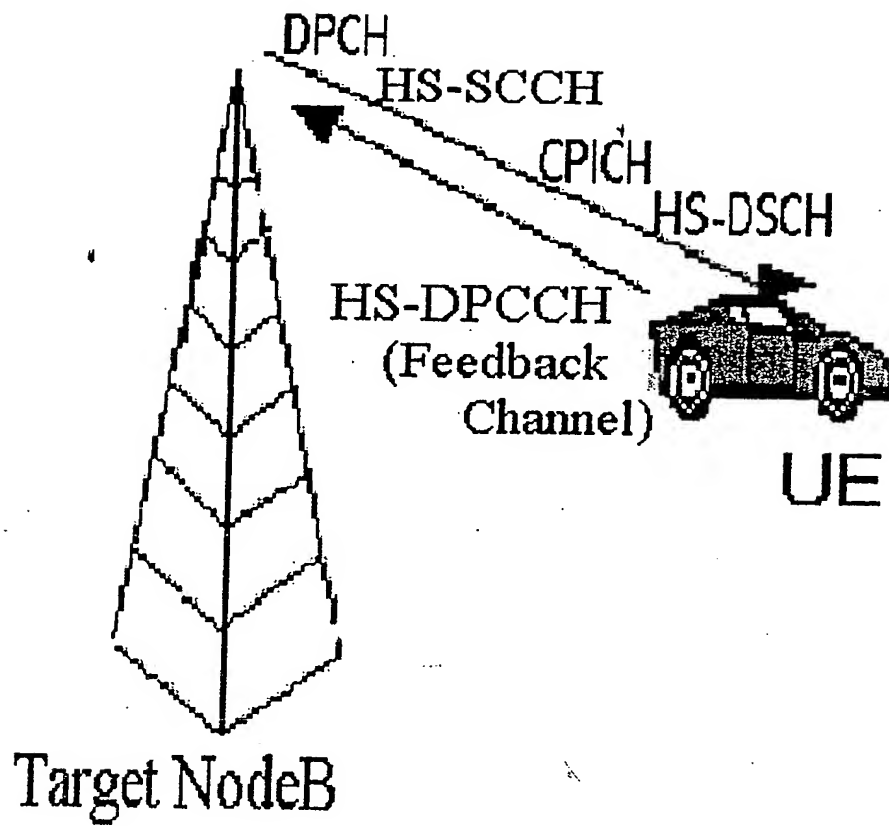 DPCH
HS-SCCH
CPICH
HS-DSCH
HS-DPCCH
(Feedback
Channel)
UE
Target NodeB